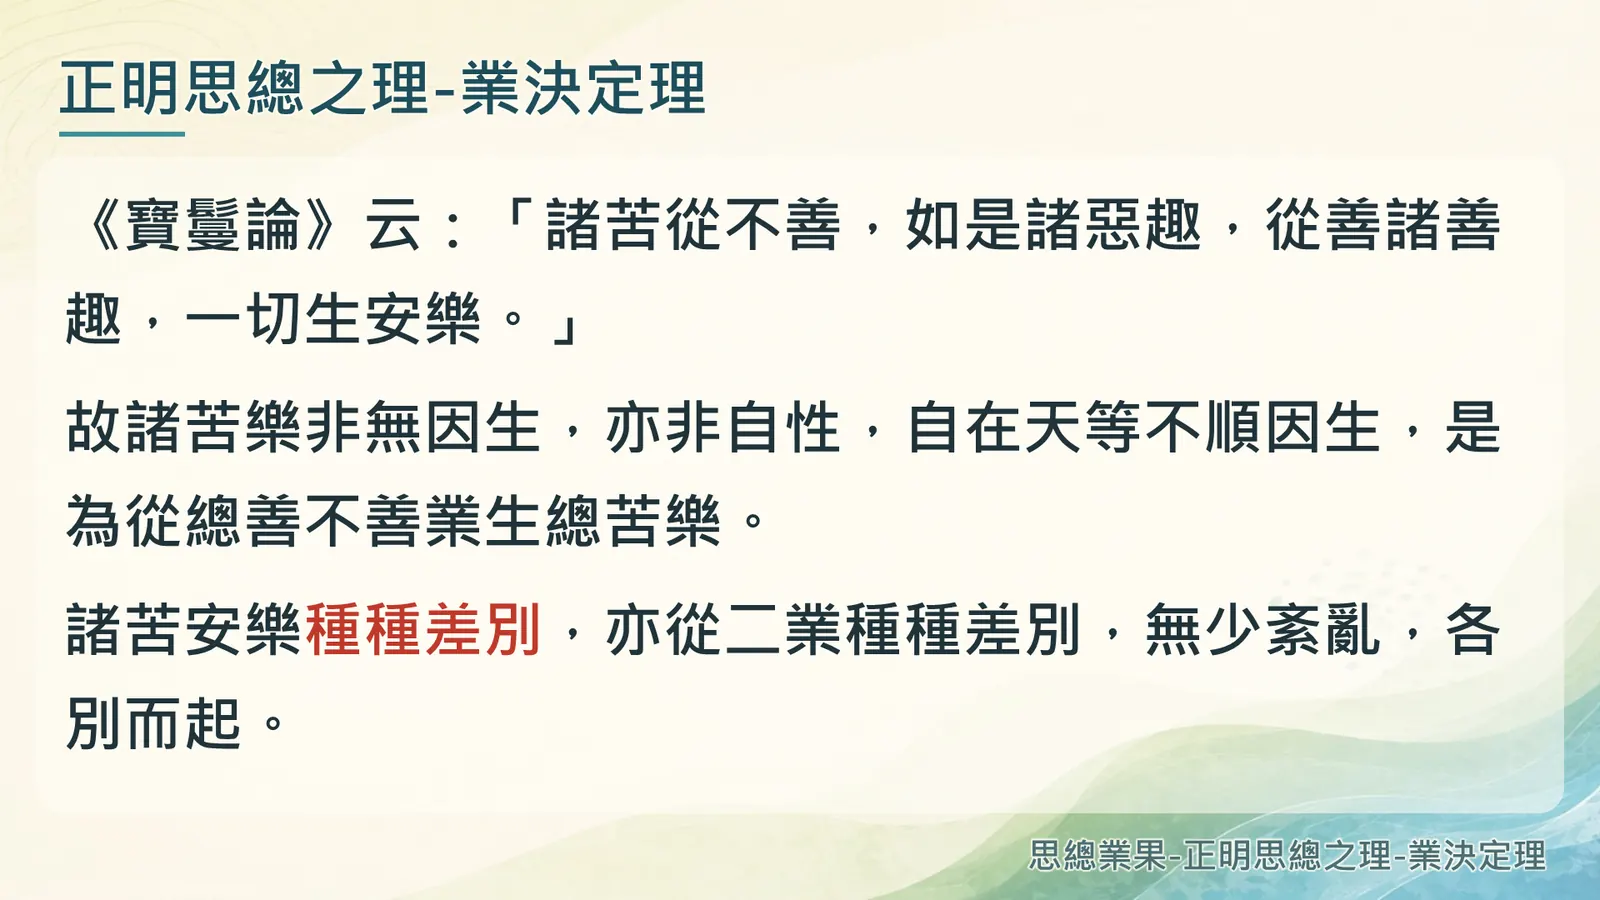 正明思總之理-業決定理
《寶鬘論》云：「諸苦從不善，如是諸惡趣，從善諸善
趣，一切生安樂。」
故諸苦樂非無因生，亦非自性，自在天等不順因生，是
為從總善不善業生總苦樂。
諸苦安樂種種差別，亦從二業種種差別，無少紊亂，各
別而起。
思總業果-正明思總之理-業決定理